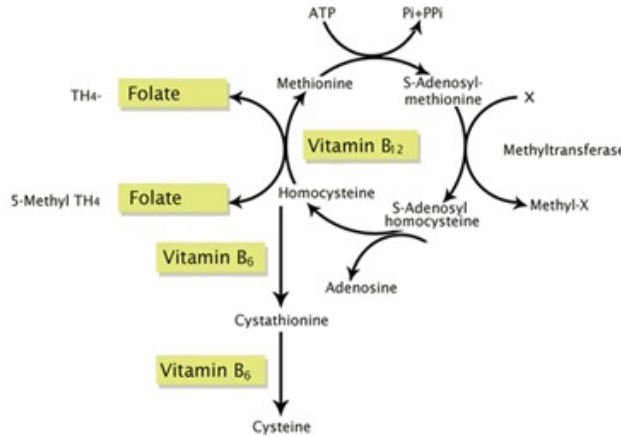 ATP
Pi+PPi
TH4-
Folate
Methionine
S-Adenosyl-
methionine
X
Vitamin B12
Methyltransferase
5-Methyl TH4
Folate
Homocysteine
S-Adenosyl
homocysteine
Methyl-X
Vitamin B6
Adenosine
Cystathionine
Vitamin B6
Cysteine